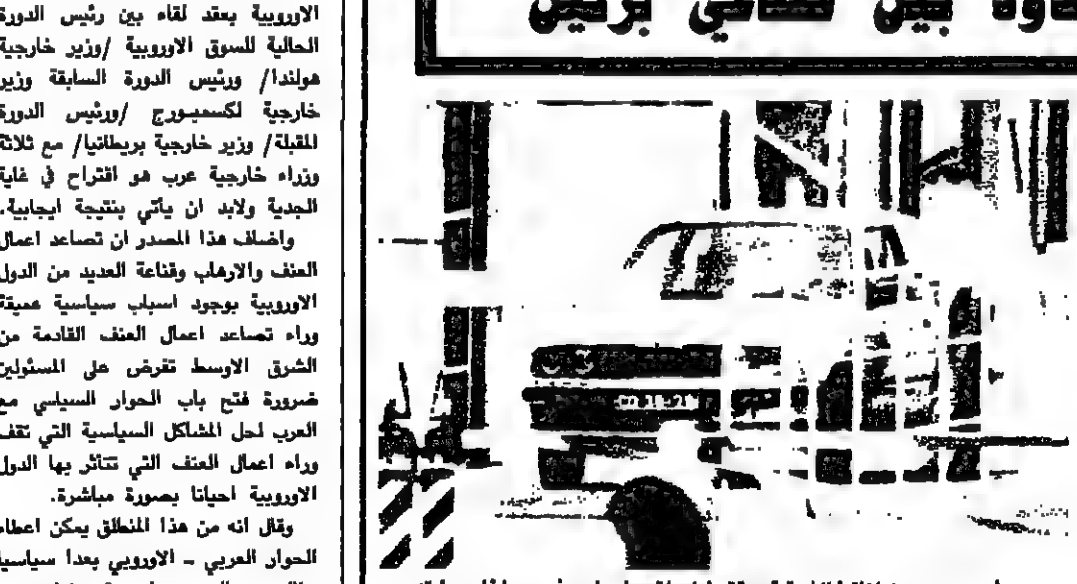 الاوروبية بعقد لقاء بين رئيس الدورة
الحالية للسوق الاوروبية /وزير خارجية
هولندا/ ورئيس الدورة السابقة وزير
خارجية لكسمبورج /ورئيس الدورة
المقبلة/ وزير خارجية بريطانيا/ مع ثلاثة
وزراء خارجية عرب هو اقتراح في غاية
الجدية ولابد ان يأتي بنتيجة ايجابية.
واضاف هذا المصدر ان تصاعد اعمال
العنف والارهاب وقناعة العديد من الدول
الاوروبية بوجود اسباب سياسية عميقة
وراء تصاعد اعمال العنف القادمة من
الشرق الاوسط تفرض على المسئولين
ضرورة فتح باب الحوار السياسي مع
العرب لحل المشاكل السياسية التي تقف
وراء اعمال العنف التي تتأثر بها الدول
الاوروبية احيانا بصورة مباشرة.
وقال انه من هذا المنطلق يمكن اعطاء
الحوار العربي - الاوروبي بعدا سياسيا
بين